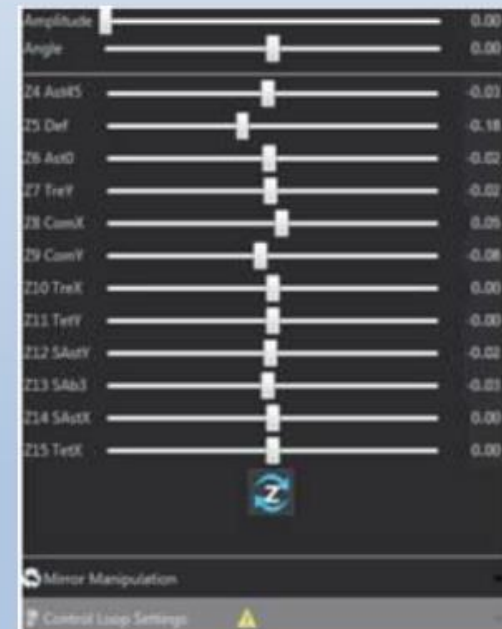 Amplitude 0.00
Angle 0.00
Z4 Ast45 -0.03
Z5 Def -0.18
Z6 Ast0 -0.02
Z7 TreY -0.02
Z8 ComX 0.05
Z9 ComY -0.08
Z10 TreX 0.00
Z11 TetY -0.00
Z12 SAstY -0.02
Z13 SAb3 -0.03
Z14 SAstX 0.00
Z15 TetX 0.00
Z
Mirror Manipulation
Control Loop Settings